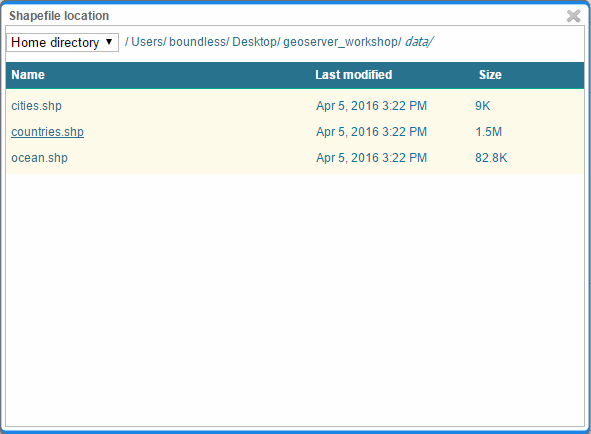 Shapefile location
Home directory ▼ / Users/ boundless/ Desktop/ geoserver_workshop/ data/
Name Last modified Size
cities.shp Apr 5, 2016 3:22 PM 9K
countries.shp Apr 5, 2016 3:22 PM 1.5M
ocean.shp Apr 5, 2016 3:22 PM 82.8K